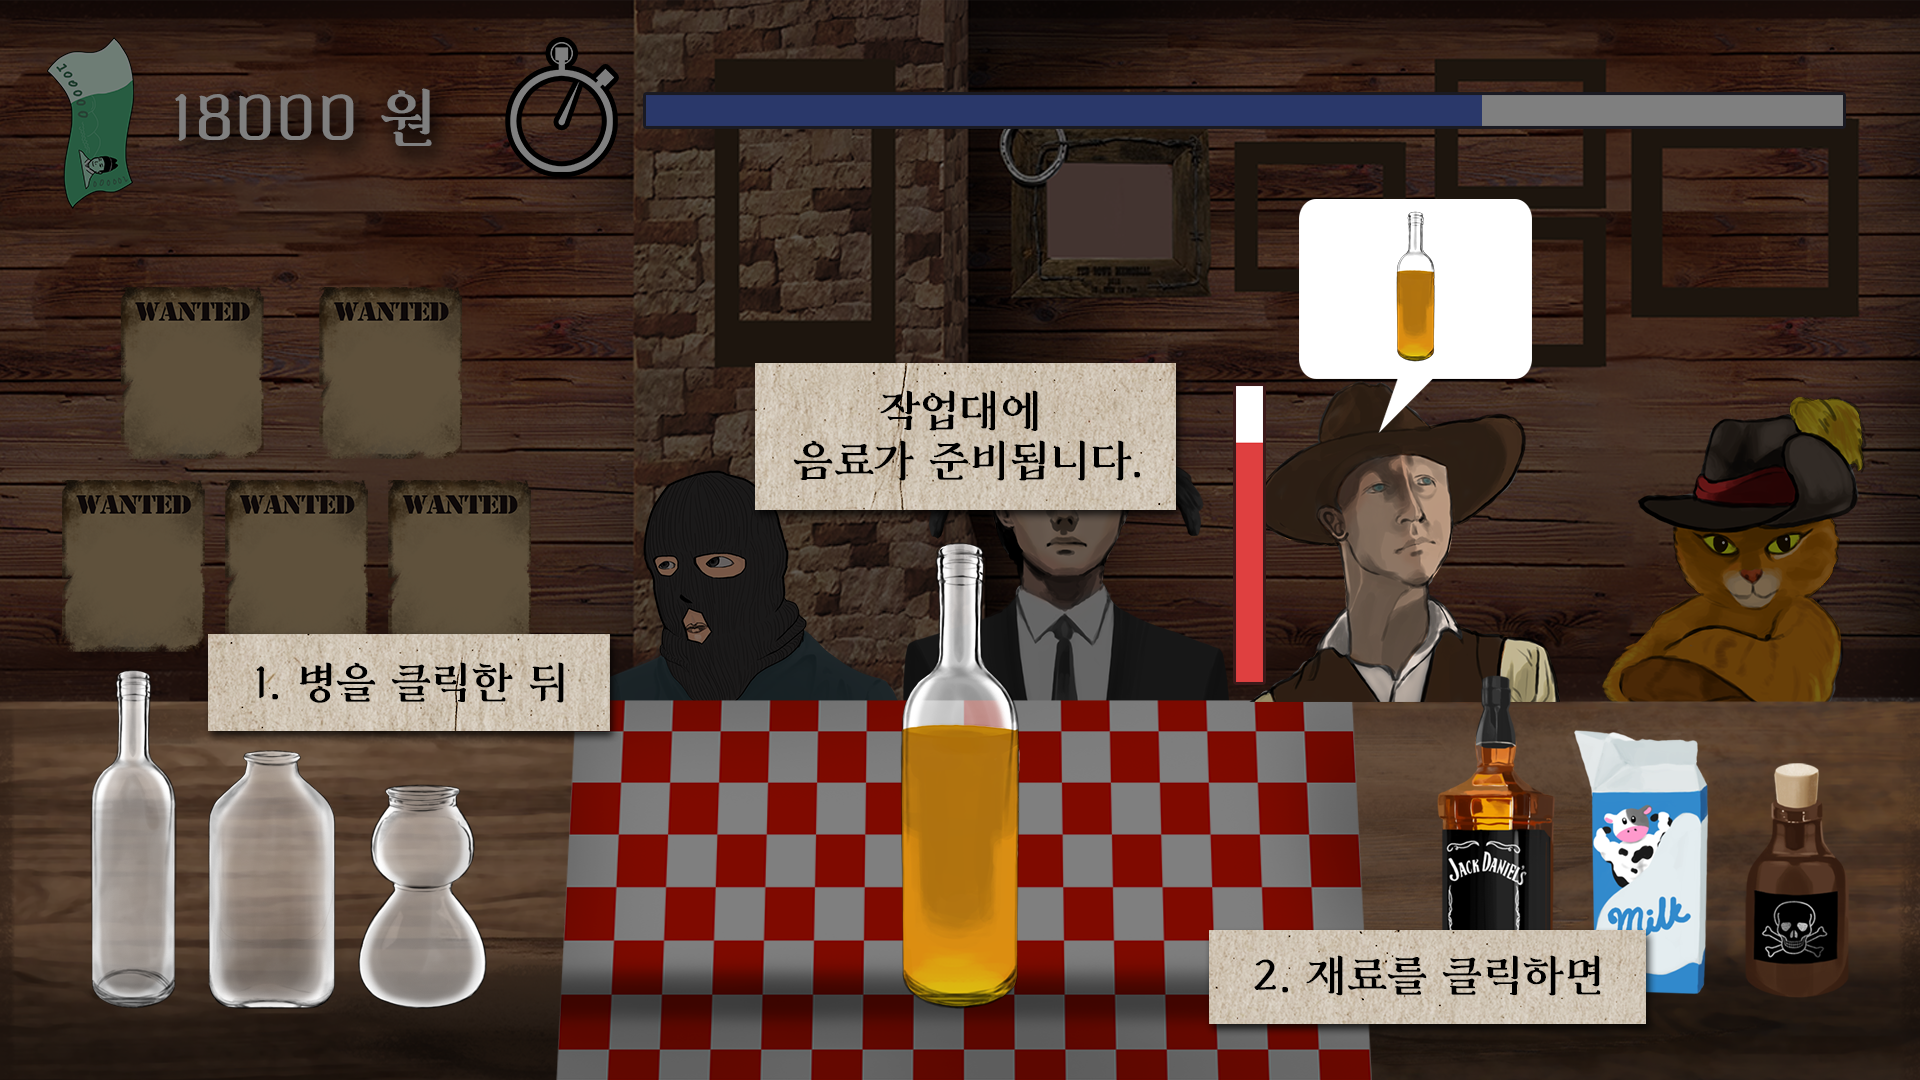 10000
18000 원
WANTED
WANTED
WANTED
WANTED
WANTED
작업대에
음료가 준비됩니다.
1. 병을 클릭한 뒤
JACK DANIEL'S
Milk
2. 재료를 클릭하면